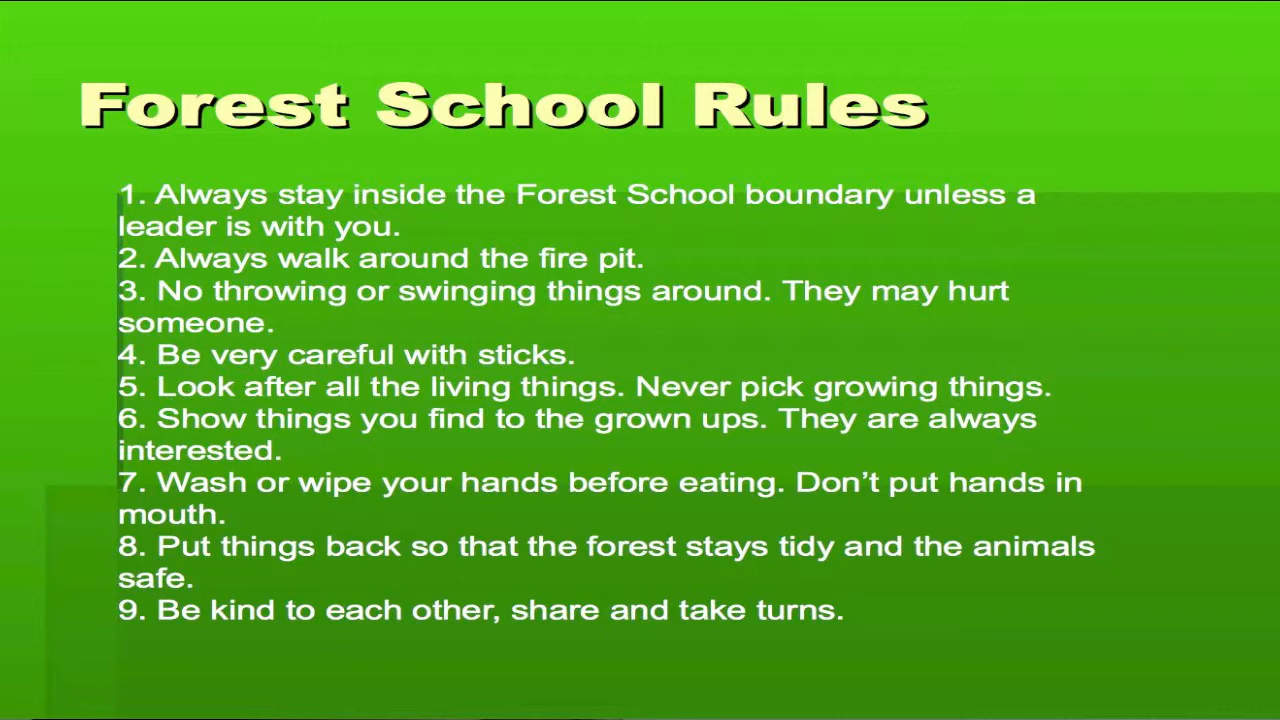 Forest School Rules
1. Always stay inside the Forest School boundary unless a
leader is with you.
2. Always walk around the fire pit.
3. No throwing or swinging things around. They may hurt
someone.
4. Be very careful with sticks.
5. Look after all the living things. Never pick growing things.
6. Show things you find to the grown ups. They are always
interested.
7. Wash or wipe your hands before eating. Don’t put hands in
mouth.
8. Put things back so that the forest stays tidy and the animals
safe.
9. Be kind to each other, share and take turns.